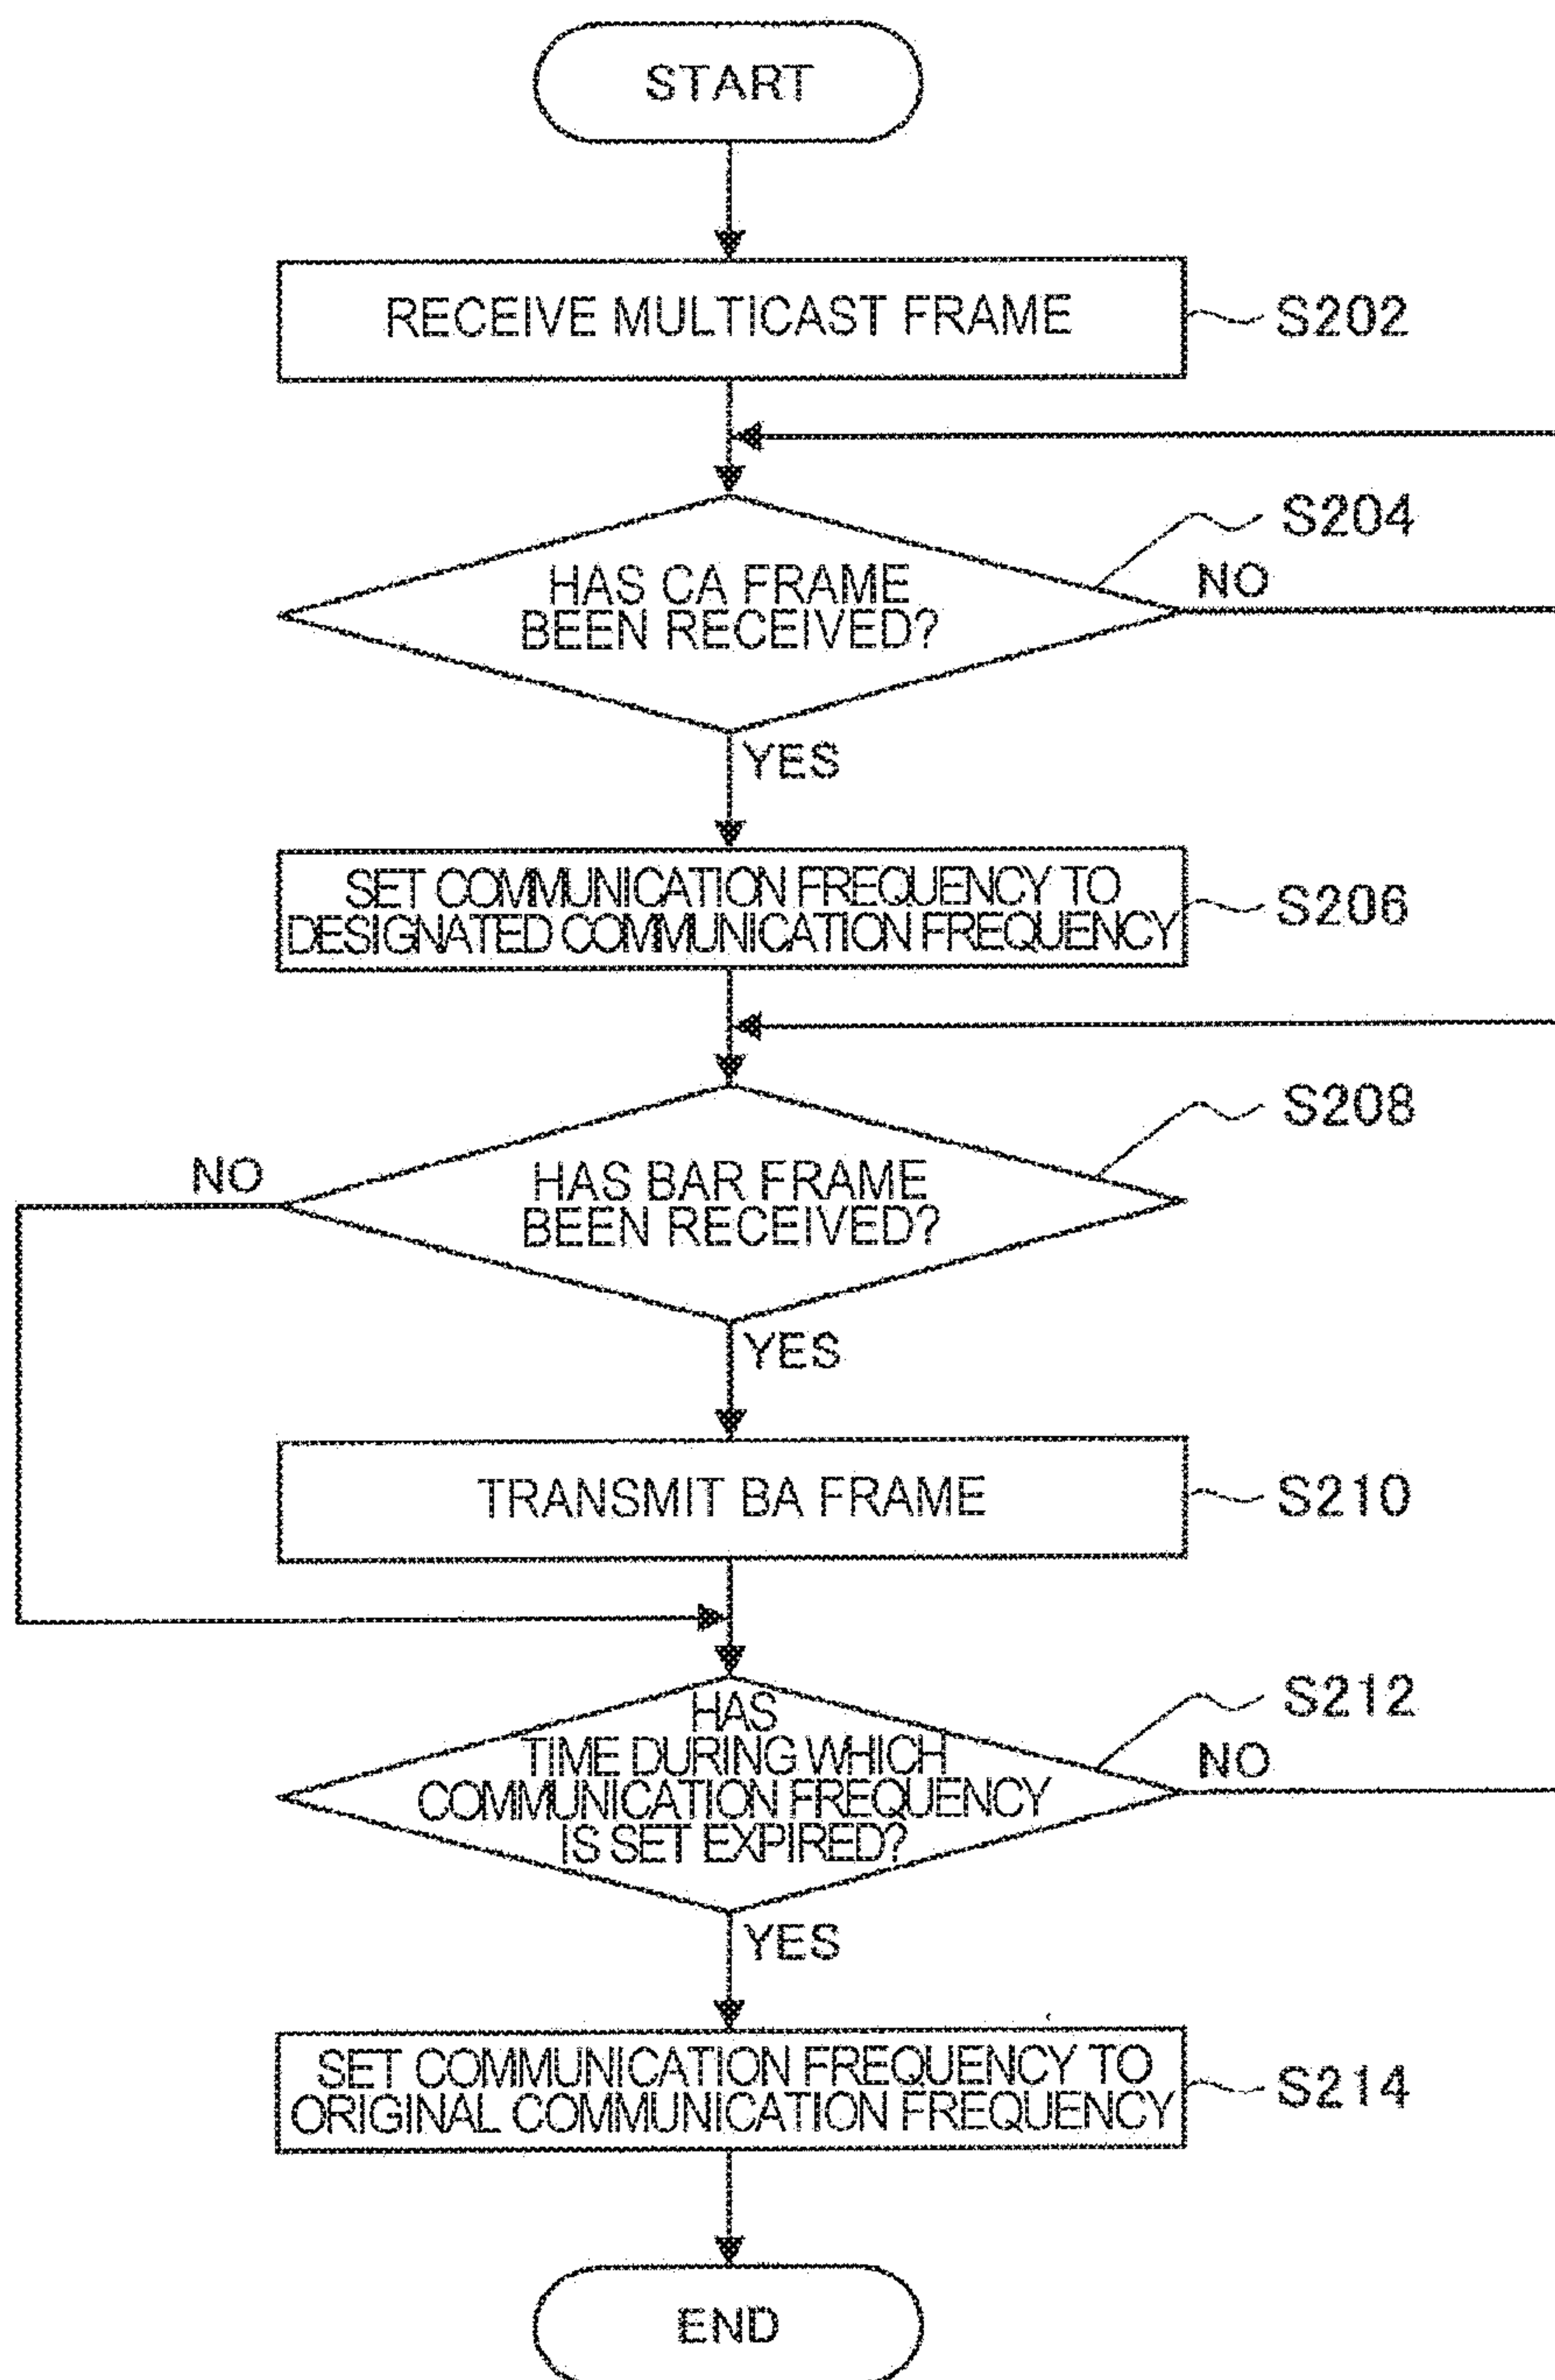 START
RECEIVE MULTICAST FRAME
S202
S204
HAS CA FRAME
BEEN RECEIVED?
NO
YES
SET COMMUNICATION FREQUENCY TO
DESIGNATED COMMUNICATION FREQUENCY
S206
S208
NO
HAS BAR FRAME
BEEN RECEIVED?
YES
TRANSMIT BA FRAME
S210
S212
HAS
TIME DURING WHICH
COMMUNICATION FREQUENCY
IS SET EXPIRED?
NO
YES
SET COMMUNICATION FREQUENCY TO
ORIGINAL COMMUNICATION FREQUENCY
S214
END